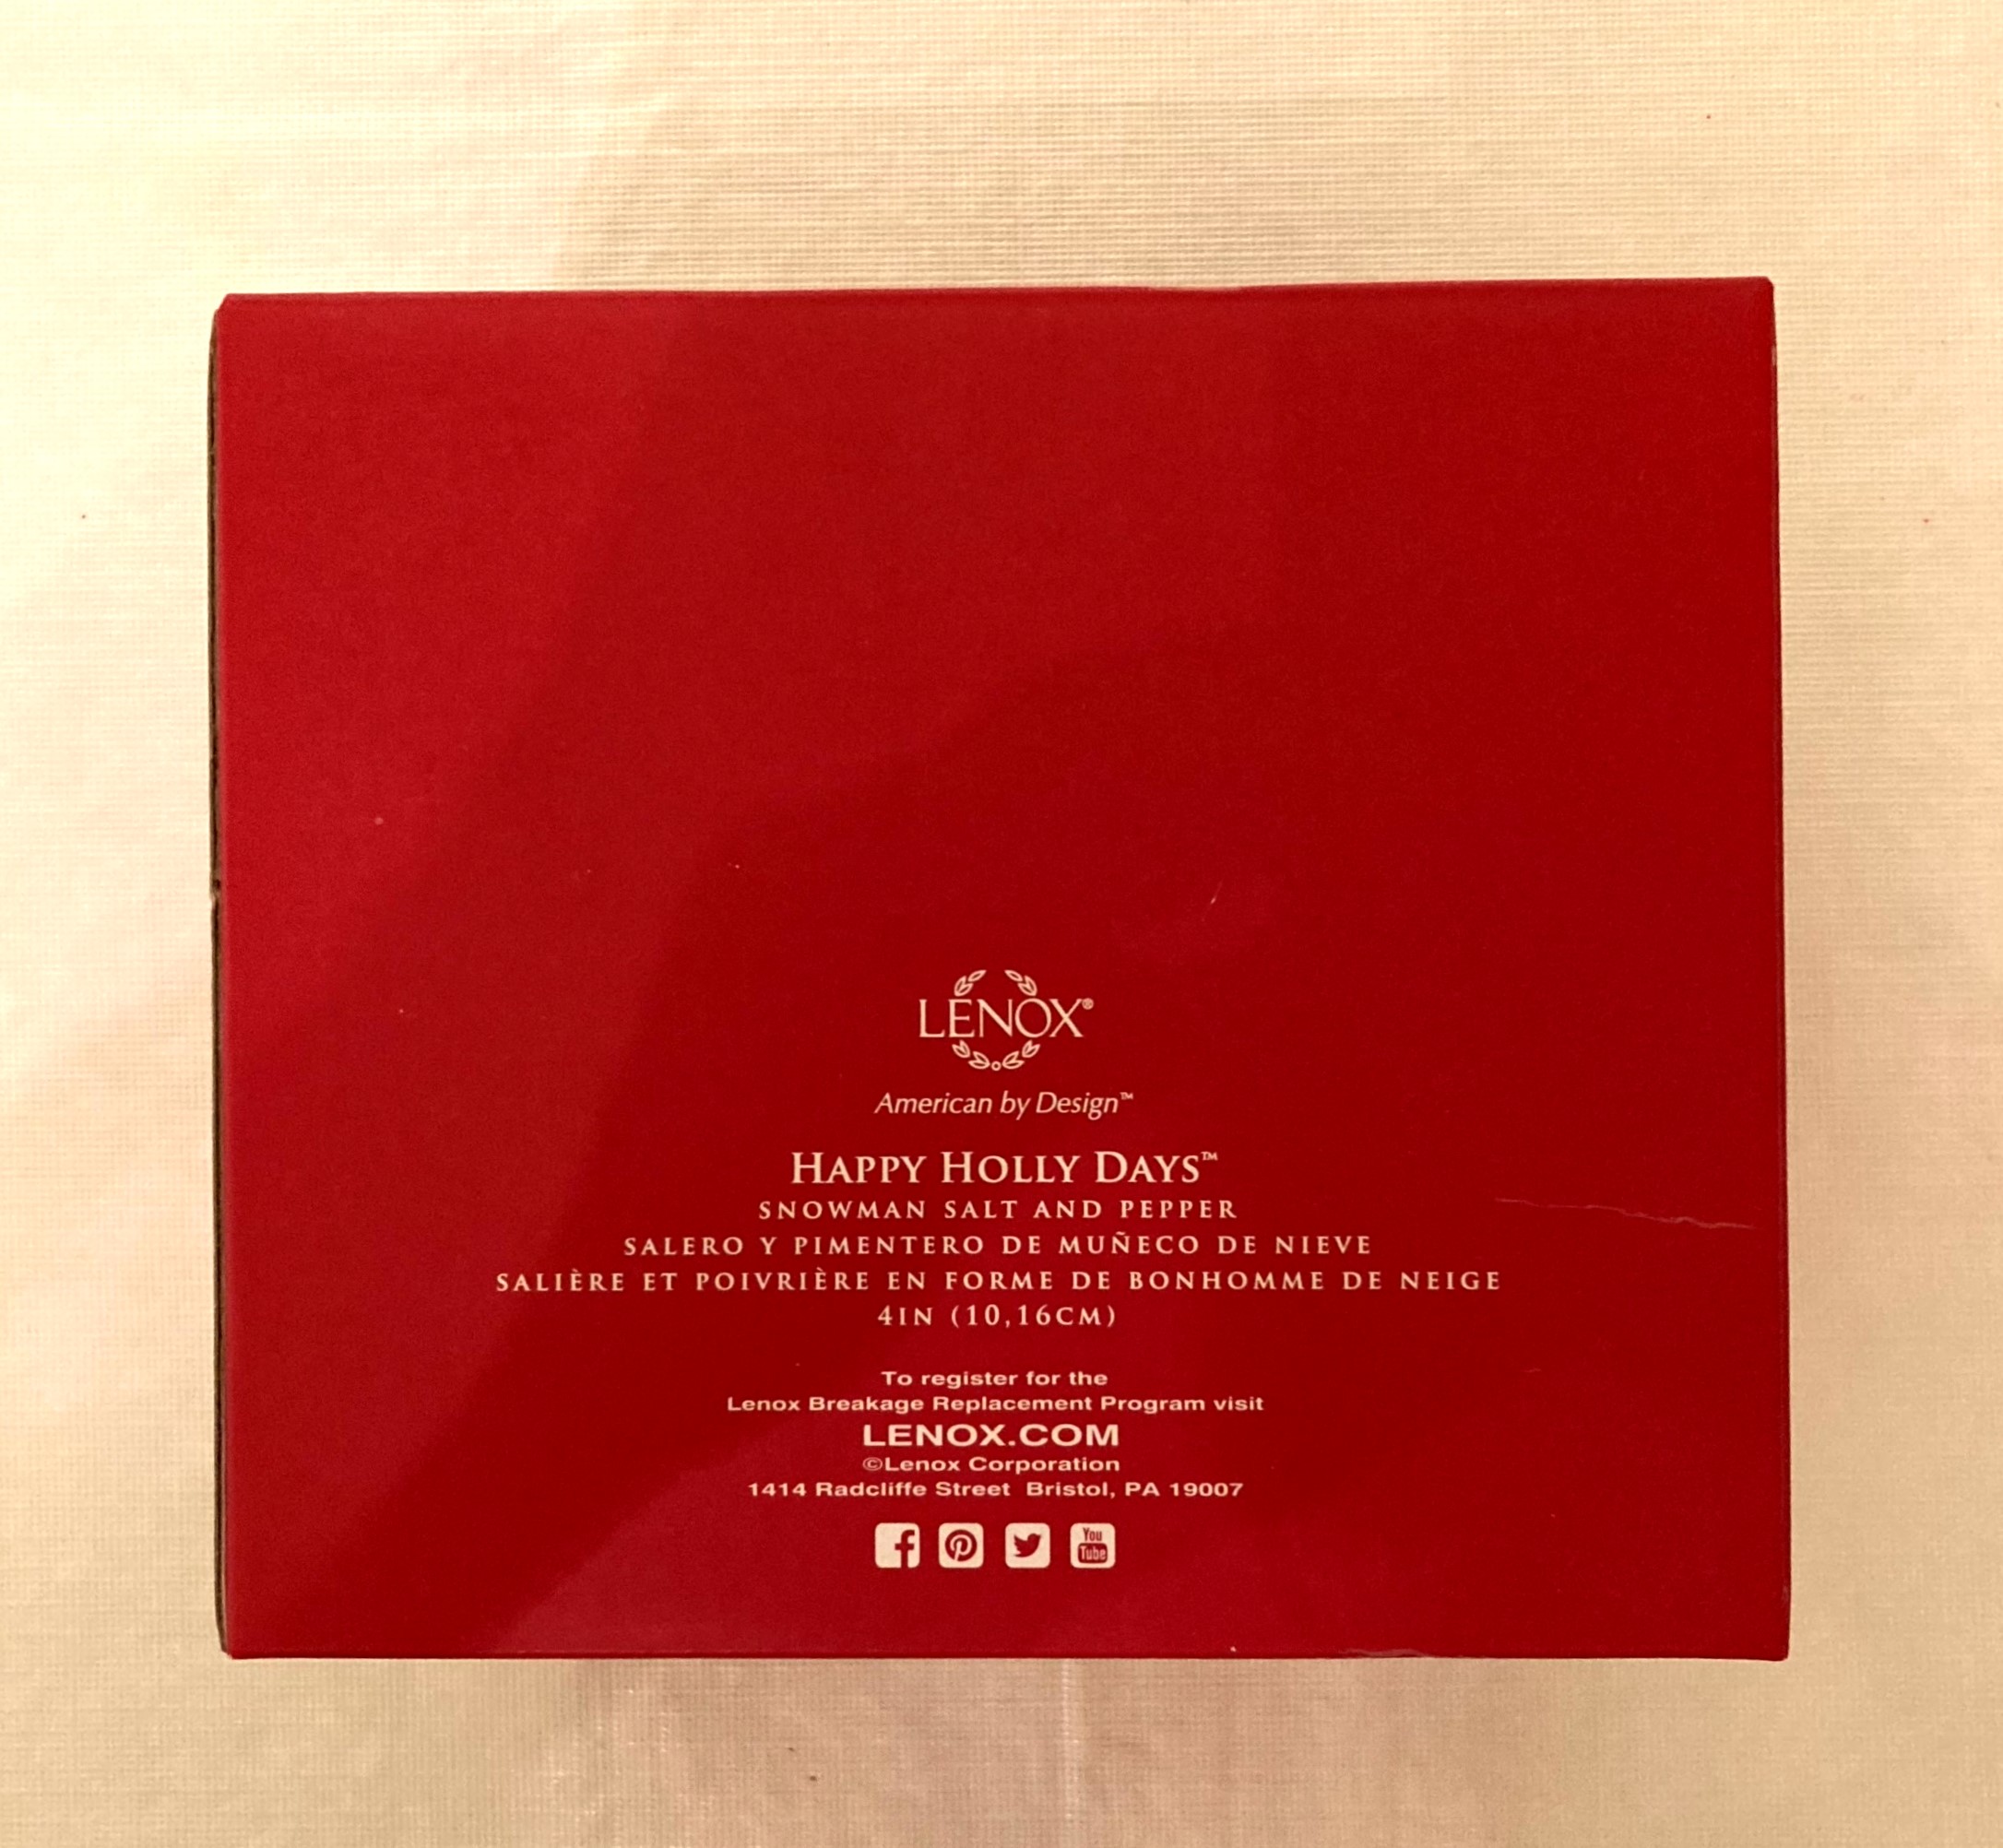 LENOX®
American by Design™
HAPPY HOLLY DAYS™
SNOWMAN SALT AND PEPPER
SALERO Y PIMENTERO DE MUÑECO DE NIEVE
SALIÈRE ET POIVRIÈRE EN FORME DE BONHOMME DE NEIGE
4IN (10,16CM)
To register for the
Lenox Breakage Replacement Program visit
LENOX.COM
©Lenox Corporation
1414 Radcliffe Street Bristol, PA 19007
You
Tube